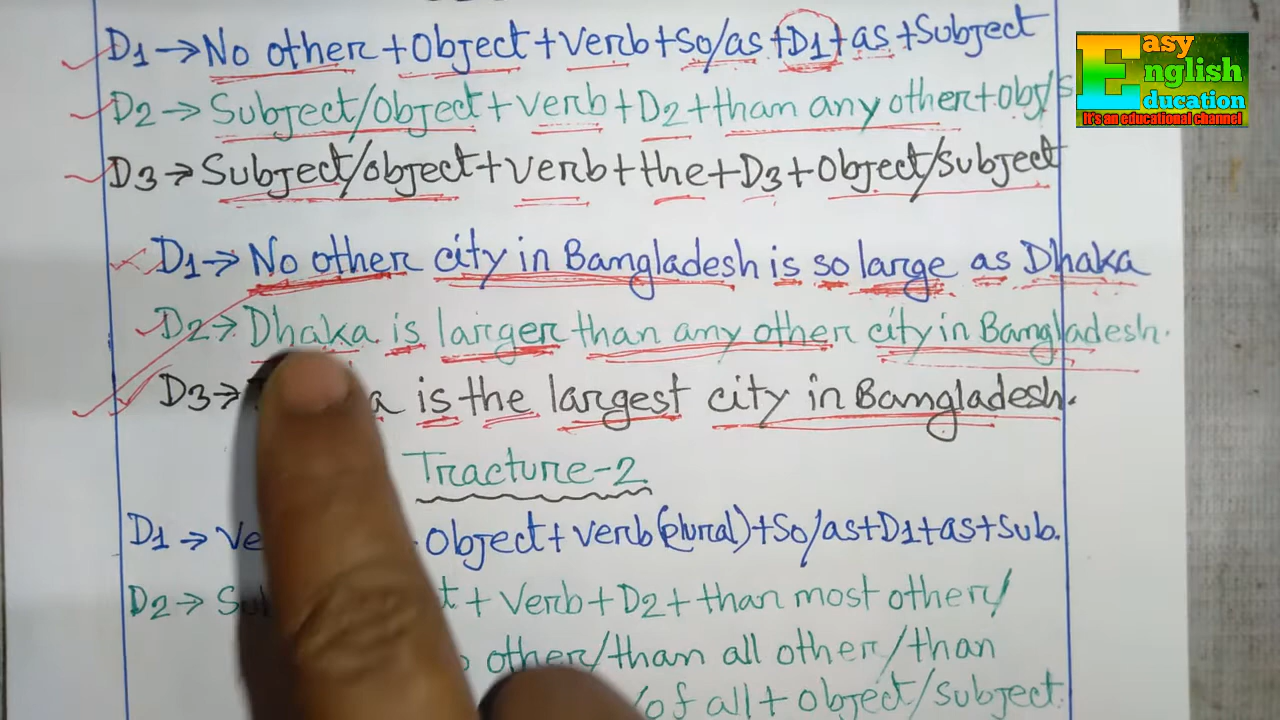 D1→No other+Object+Verb+So/as+D1+as+Subject
D2→Subject/Object+verb+D2+than any other+obj/s
D3→Subject/object+verb+the+D3+Object/subject
D1→No other city in Bangladesh is so large as Dhaka
D2→Dhaka is larger than any other city in Bangladesh.
D3→ is the largest city in Bangladesh.
Tracture-2
D1→Ve Object+verb(plural)+So/as+D1+as+Sub.
D2→ +Verb+D2+than most other/
other/than all other/than
/of all+object/subject.
Easy
English
Education
It's an educational channel